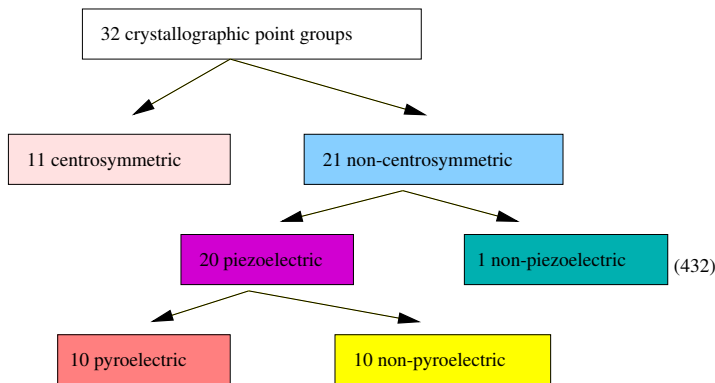 32 crystallographic point groups
11 centrosymmetric
21 non-centrosymmetric
20 piezoelectric
1 non-piezoelectric
(432)
10 pyroelectric
10 non-pyroelectric